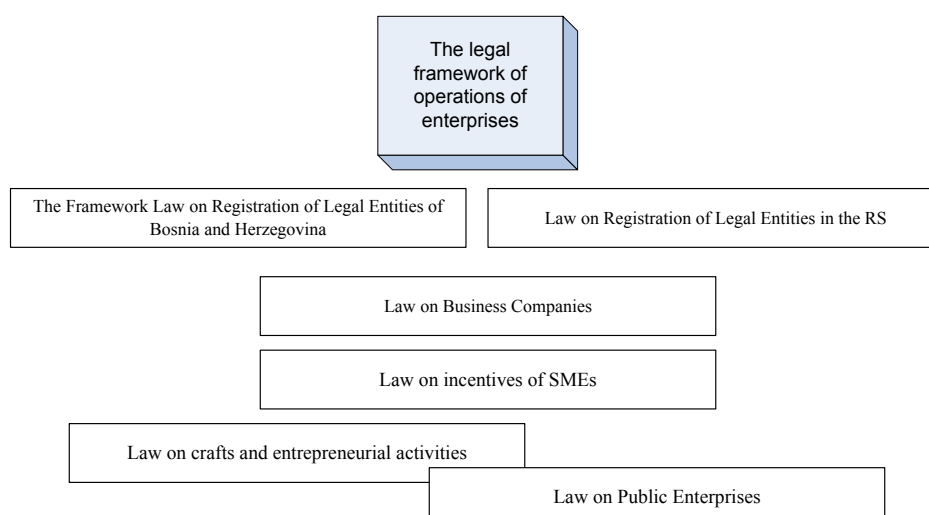 The legal
framework of
operations of
enterprises
The Framework Law on Registration of Legal Entities of
Bosnia and Herzegovina
Law on Registration of Legal Entities in the RS
Law on Business Companies
Law on incentives of SMEs
Law on crafts and entrepreneurial activities
Law on Public Enterprises